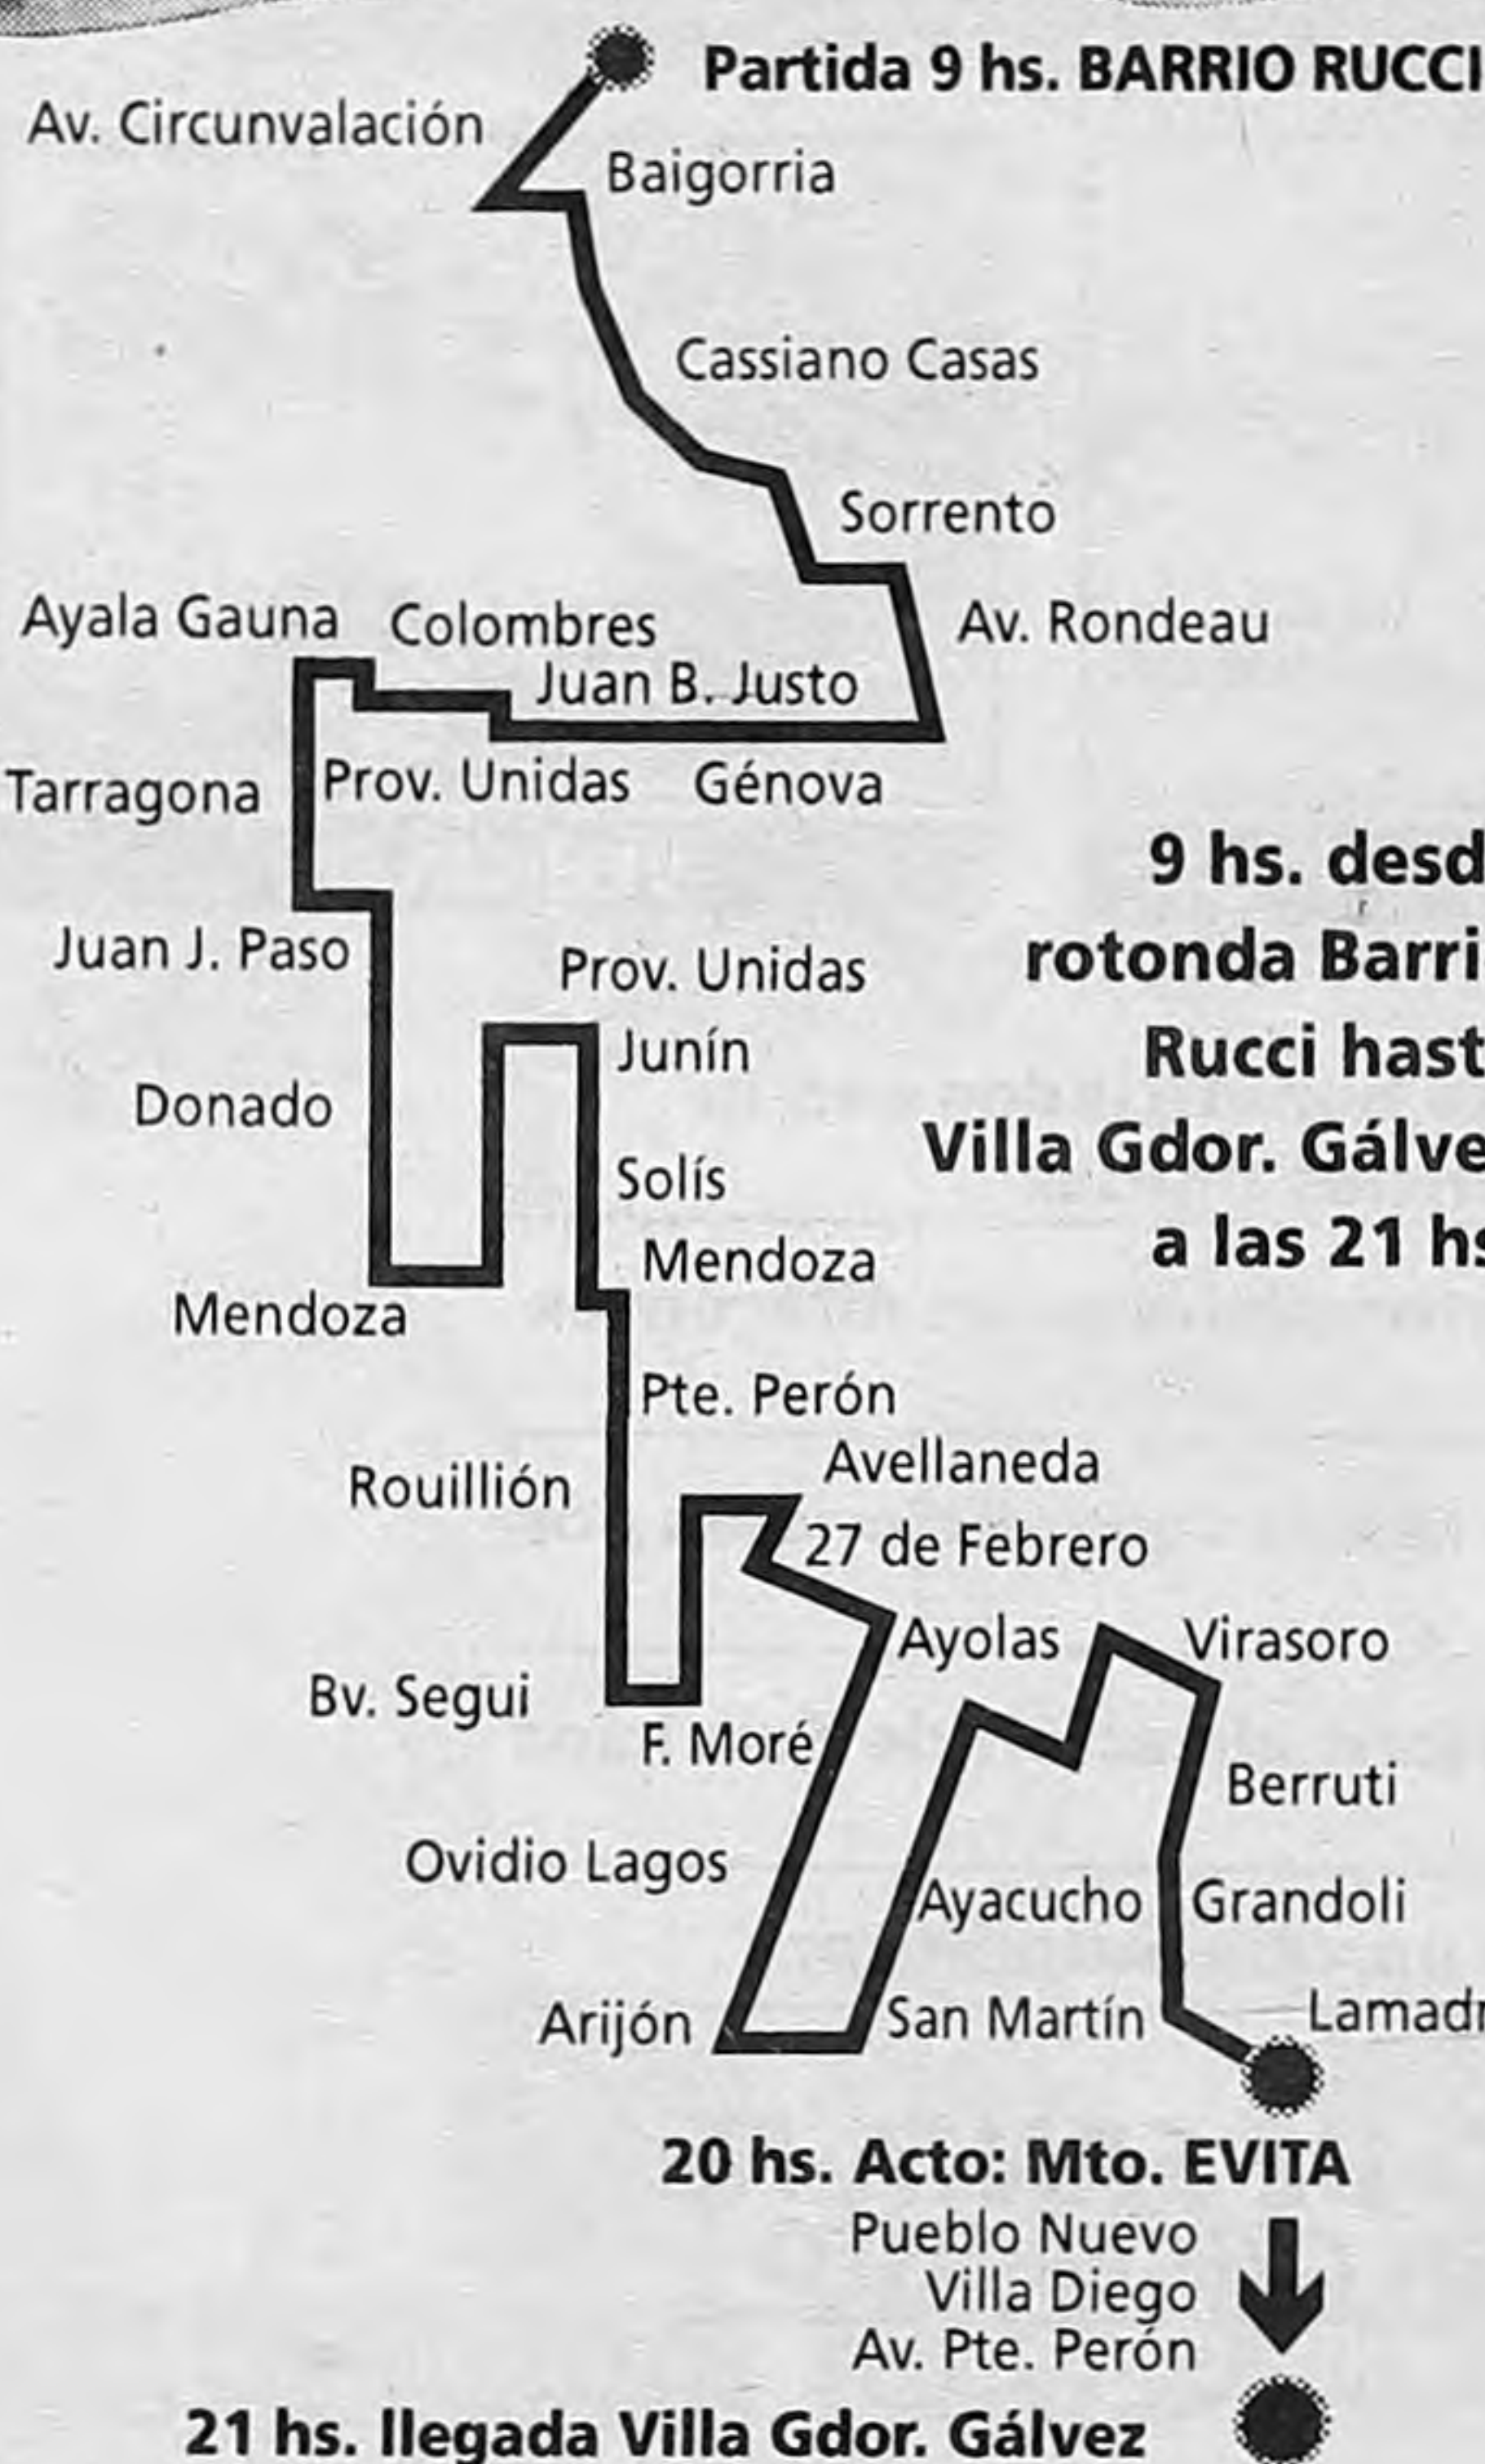 Partida 9 hs. BARRIO RUCCI
Av. Circunvalación
Baigorria
Cassiano Casas
Sorrento
Av. Rondeau
Ayala Gauna
Colombres
Juan B. Justo
Tarragona
Prov. Unidas
Génova
9 hs. desd
rotonda Barri
Rucci hast
Villa Gdor. Gálve
a las 21 hs
Juan J. Paso
Prov. Unidas
Junín
Donado
Solís
Mendoza
Mendoza
Pte. Perón
Avellaneda
Rouillión
27 de Febrero
Ayolas
Virasoro
Bv. Segui
F. Moré
Berruti
Ovidio Lagos
Ayacucho
Grandoli
Arijón
San Martín
Lamadr
20 hs. Acto: Mto. EVITA
Pueblo Nuevo
Villa Diego
Av. Pte. Perón
21 hs. llegada Villa Gdor. Gálvez